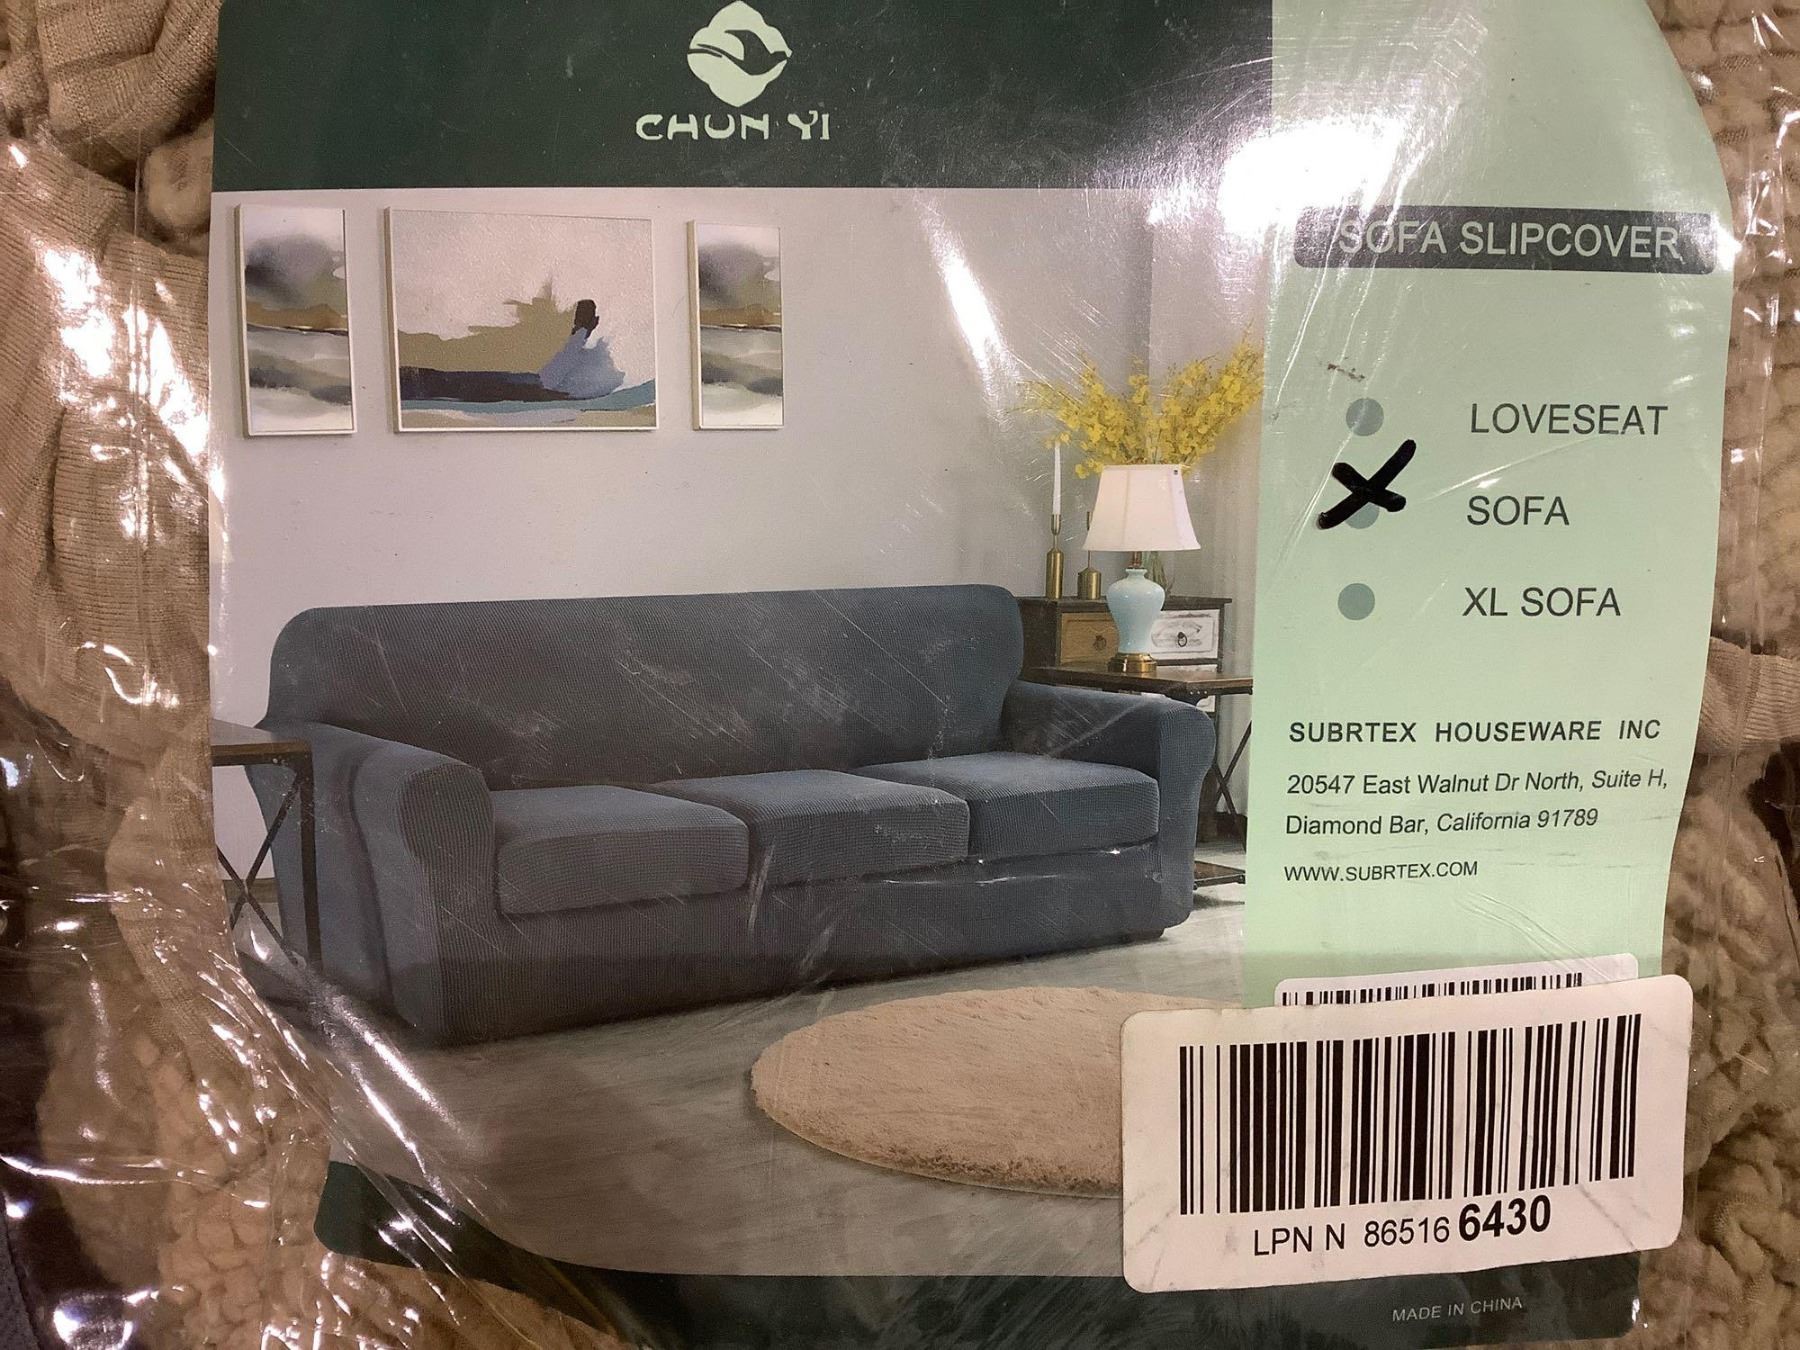 CHUN YI
SOFA SLIPCOVER
LOVESEAT
SOFA
XL SOFA
SUBRTEX HOUSEWARE INC
20547 East Walnut Dr North, Suite H,
Diamond Bar, California 91789
WWW.SUBRTEX.COM
LPN N 86516 6430
MADE IN CHINA